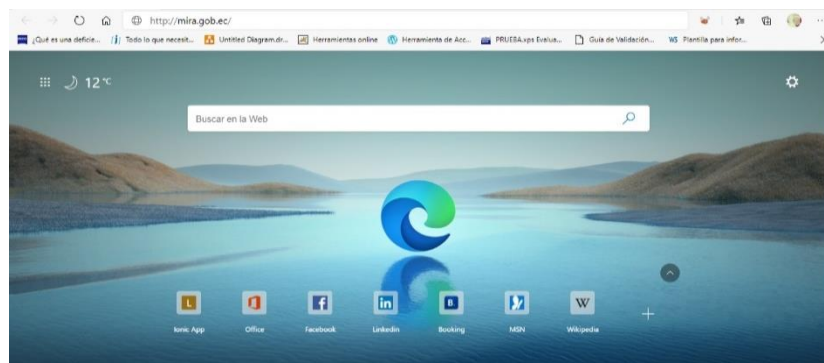 http://mira.gob.ec/
¿Qué es una deficie... Todo lo que necesit... Untitled Diagram.dr... Herramientas online Herramienta de Acc... PRUEBA.xps Evalua... Guía de Validación... WS Plantilla para infor...
12 °C
Buscar en la Web
L in B. W
Ionic App Office Facebook Linkedin Booking MSN Wikipedia